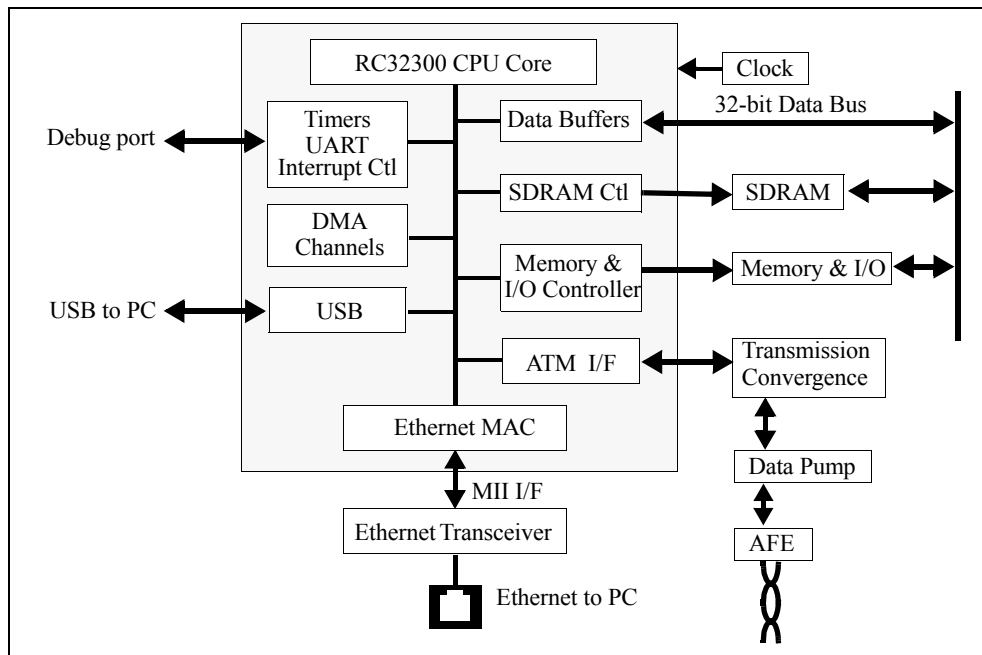 RC32300 CPU Core
Clock
32-bit Data Bus
Debug port
Timers
UART
Interrupt Ctl
Data Buffers
SDRAM Ctl
SDRAM
DMA
Channels
Memory &
I/O Controller
Memory & I/O
USB to PC
USB
ATM I/F
Transmission
Convergence
Ethernet MAC
Data Pump
MII I/F
Ethernet Transceiver
AFE
Ethernet to PC